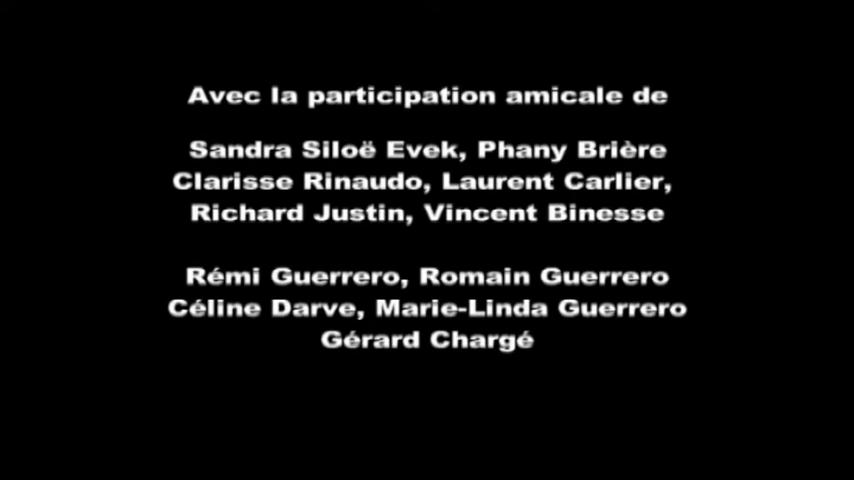 Avec la participation amicale de
Sandra Siloë Evek, Phany Brière
Clarisse Rinaudo, Laurent Carlier,
Richard Justin, Vincent Binesse
Rémi Guerrero, Romain Guerrero
Céline Darve, Marie-Linda Guerrero
Gérard Chargé